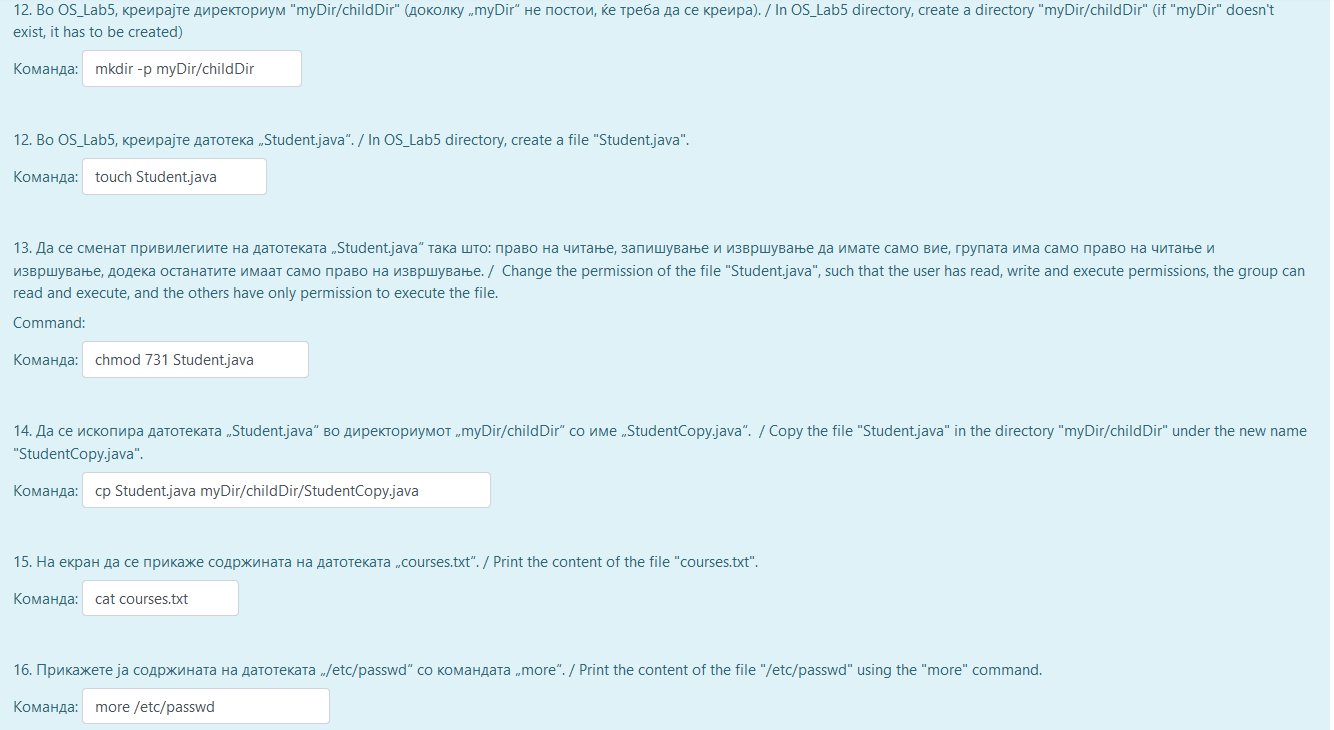 12. Во OS_Lab5, креирајте директориум "myDir/childDir" (доколку „myDir“ не постои, ќе треба да се креира). / In OS_Lab5 directory, create a directory "myDir/childDir" (if "myDir" doesn't
exist, it has to be created)
Команда: mkdir -p myDir/childDir
12. Во OS_Lab5, креирајте датотека „Student.java“. / In OS_Lab5 directory, create a file "Student.java".
Команда: touch Student.java
13. Да се сменат привилегиите на датотеката „Student.java“ така што: право на читање, запишување и извршување да имате само вие, групата има само право на читање и
извршување, додека останатите имаат само право на извршување. / Change the permission of the file "Student.java", such that the user has read, write and execute permissions, the group can
read and execute, and the others have only permission to execute the file.
Command:
Команда: chmod 731 Student.java
14. Да се ископира датотеката „Student.java“ во директориумот „myDir/childDir“ со име „StudentCopy.java“. / Copy the file "Student.java" in the directory "myDir/childDir" under the new name
"StudentCopy.java".
Команда: cp Student.java myDir/childDir/StudentCopy.java
15. На екран да се прикаже содржината на датотеката „courses.txt“. / Print the content of the file "courses.txt".
Команда: cat courses.txt
16. Прикажете ја содржината на датотеката „/etc/passwd“ со командата „more“. / Print the content of the file "/etc/passwd" using the "more" command.
Команда: more /etc/passwd